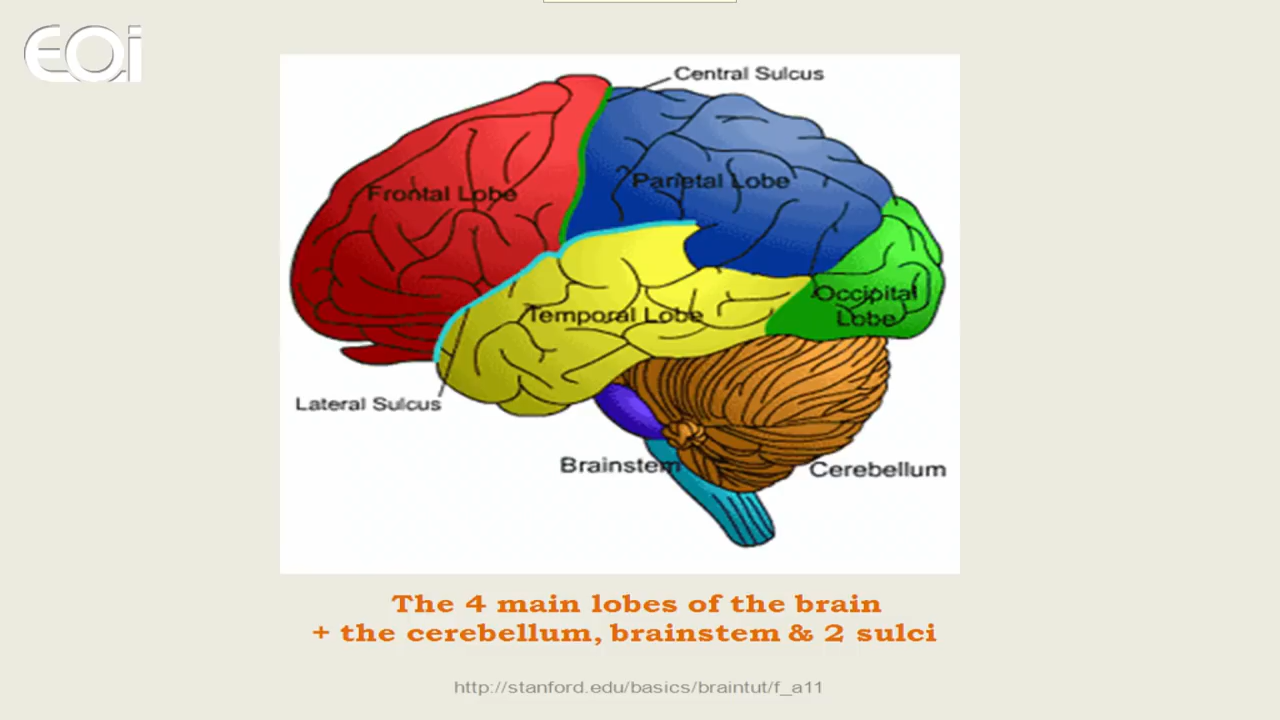 EQi
Central Sulcus
Frontal Lobe
Parietal Lobe
Occipital
Lobe
Temporal Lobe
Lateral Sulcus
Brainstem
Cerebellum
The 4 main lobes of the brain
+ the cerebellum, brainstem & 2 sulci
http://stanford.edu/basics/braintut/f_a11